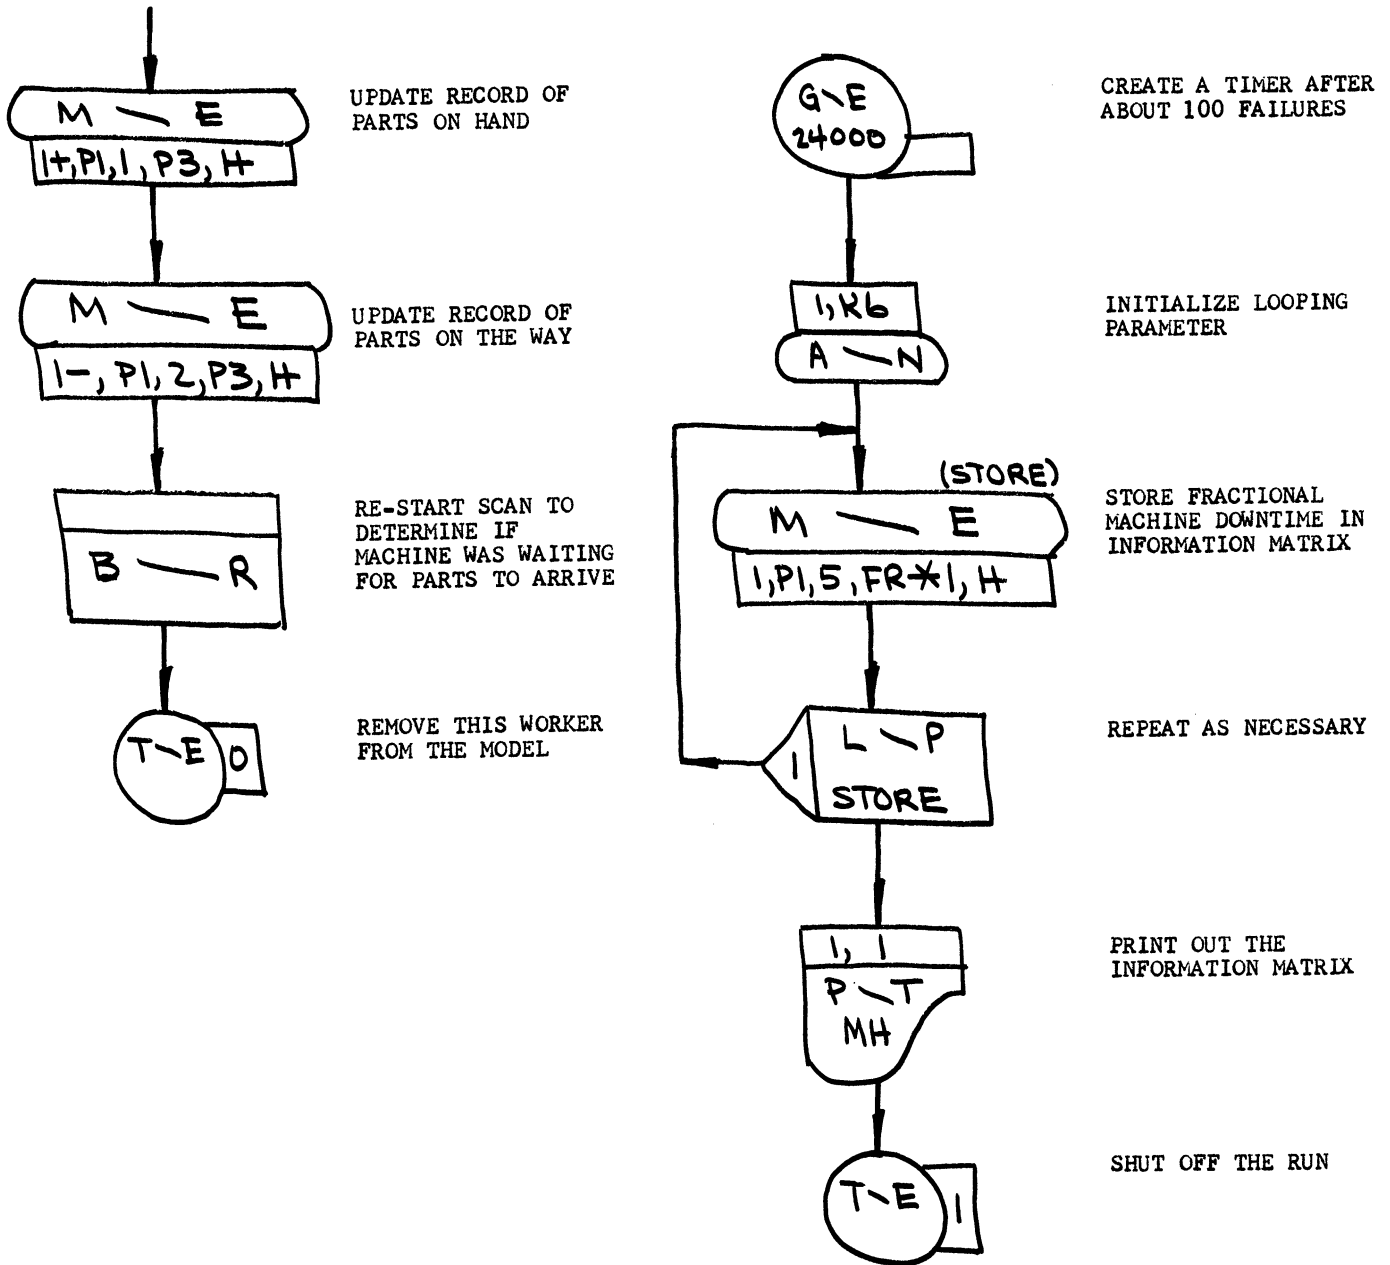 M — E
1+,P1,1,P3,H
UPDATE RECORD OF
PARTS ON HAND
M — E
1-,P1,2,P3,H
UPDATE RECORD OF
PARTS ON THE WAY
B — R
RE-START SCAN TO
DETERMINE IF
MACHINE WAS WAITING
FOR PARTS TO ARRIVE
T\E 0
REMOVE THIS WORKER
FROM THE MODEL
G\E
24000
CREATE A TIMER AFTER
ABOUT 100 FAILURES
1,K6
A — N
INITIALIZE LOOPING
PARAMETER
(STORE)
M — E
1,P1,5,FR*1,H
STORE FRACTIONAL
MACHINE DOWNTIME IN
INFORMATION MATRIX
L\P
1
STORE
REPEAT AS NECESSARY
1, 1
P\T
MH
PRINT OUT THE
INFORMATION MATRIX
T\E 1
SHUT OFF THE RUN